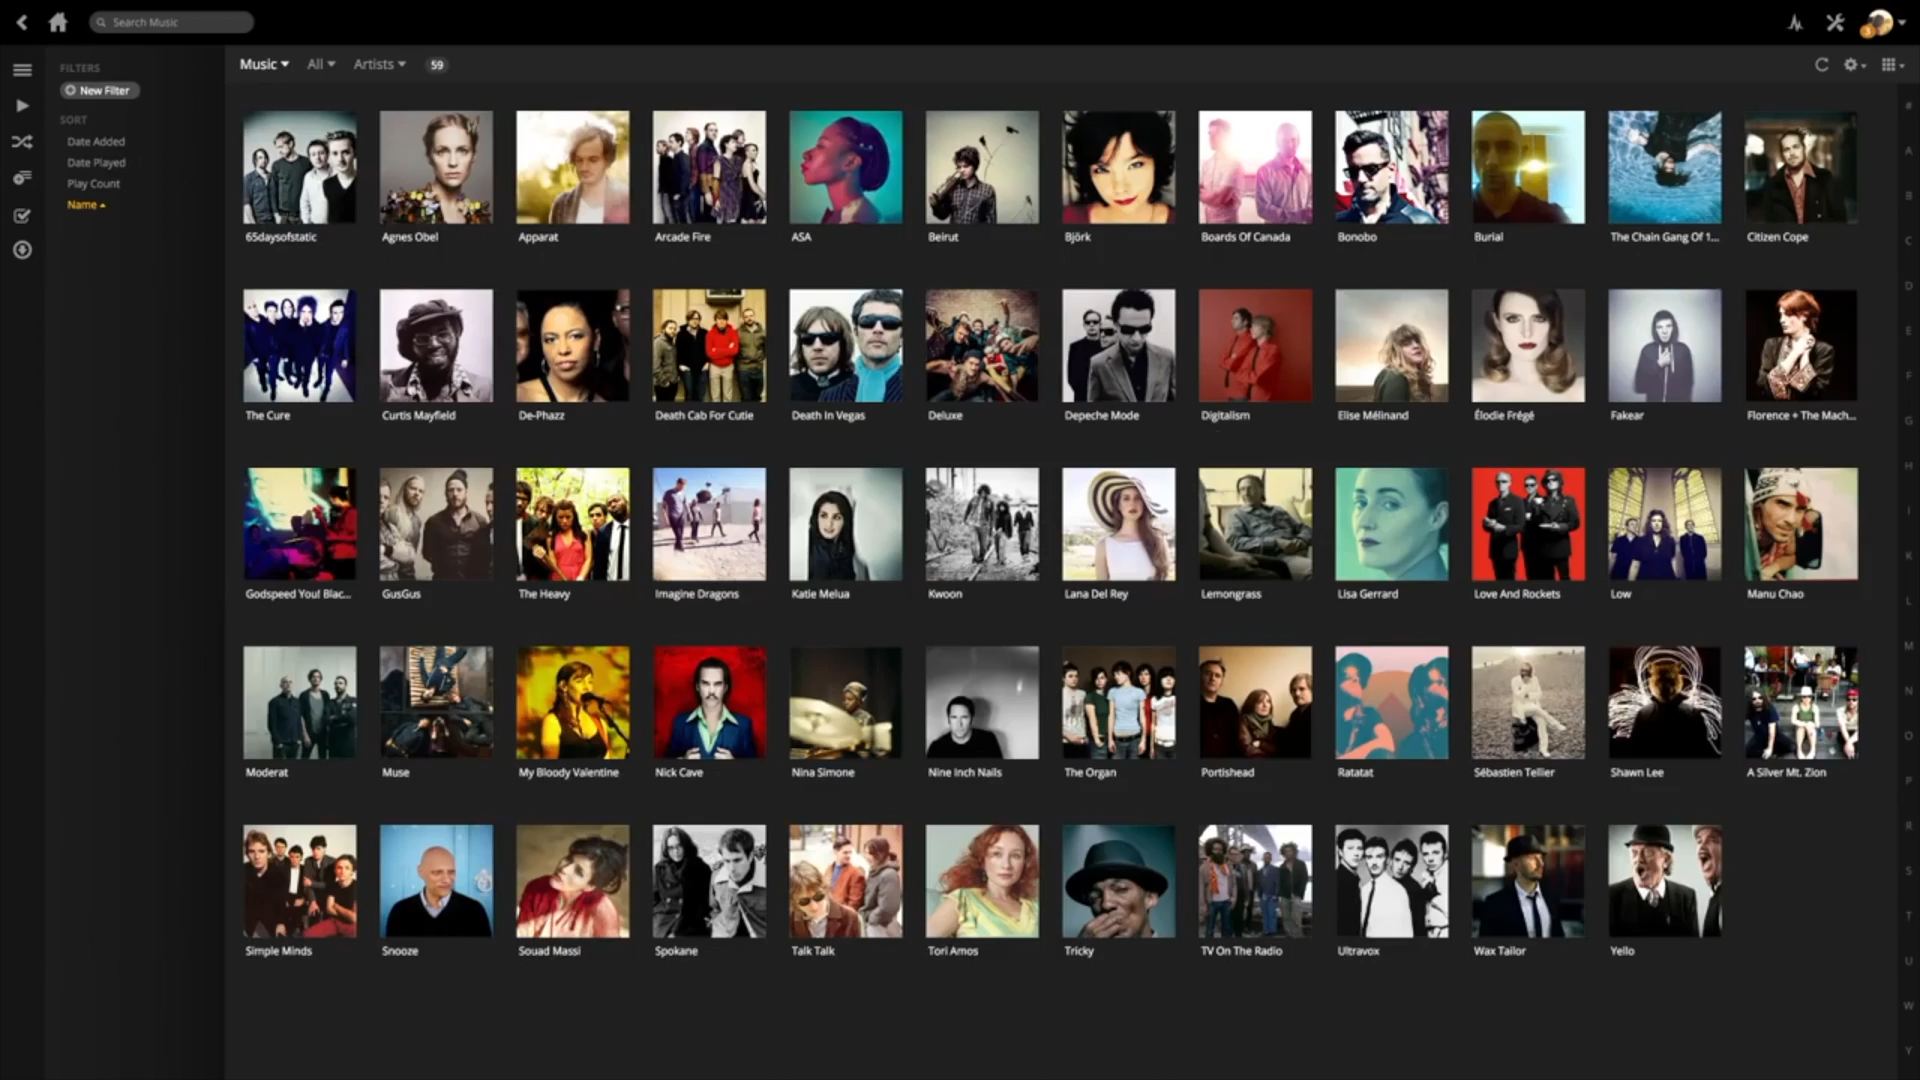 Search Music
3
FILTERS
New Filter
SORT
Date Added
Date Played
Play Count
Name
Music All Artists 59
65daysofstatic Agnes Obel Apparat Arcade Fire ASA Beirut Björk Boards Of Canada Bonobo Burial The Chain Gang Of 1... Citizen Cope
The Cure Curtis Mayfield De-Phazz Death Cab For Cutie Death In Vegas Deluxe Depeche Mode Digitalism Elise Mélinand Élodie Frégé Fakear Florence + The Mach...
Godspeed You! Blac... GusGus The Heavy Imagine Dragons Katie Melua Kwoon Lana Del Rey Lemongrass Lisa Gerrard Love And Rockets Low Manu Chao
Moderat Muse My Bloody Valentine Nick Cave Nina Simone Nine Inch Nails The Organ Portishead Ratatat Sébastien Tellier Shawn Lee A Silver Mt. Zion
Simple Minds Snooze Souad Massi Spokane Talk Talk Tori Amos Tricky TV On The Radio Ultravox Wax Tailor Yello
#
A
B
C
D
E
F
G
H
I
K
L
M
N
O
P
R
S
T
U
W
Y